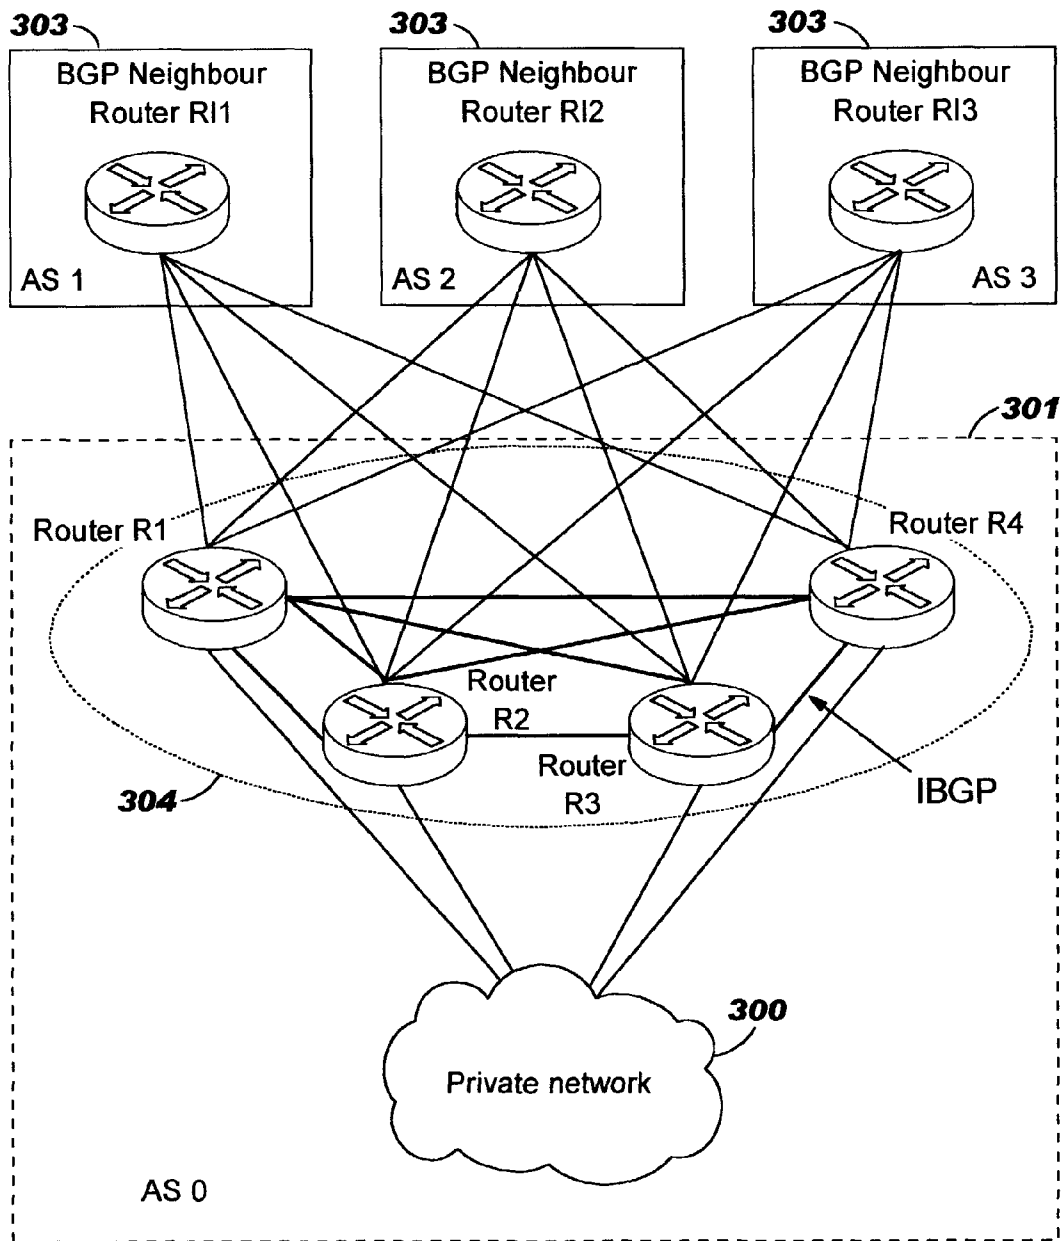 303
303
303
BGP Neighbour
Router RI1
BGP Neighbour
Router RI2
BGP Neighbour
Router RI3
AS 1
AS 2
AS 3
301
Router R1
Router R4
Router
R2
Router
R3
304
IBGP
300
Private network
AS 0